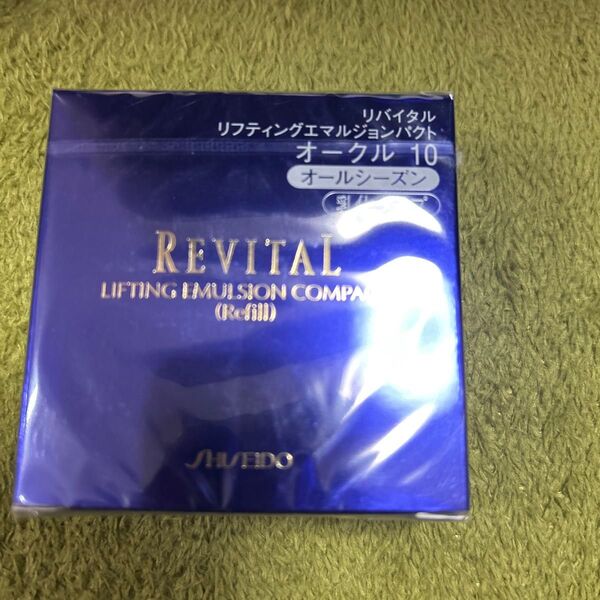 リバイタル
リフティングエマルジョンパクト
オークル 10
オールシーズン
REVITAL
LIFTING EMULSION COMPA
(Refill)
SHISEIDO